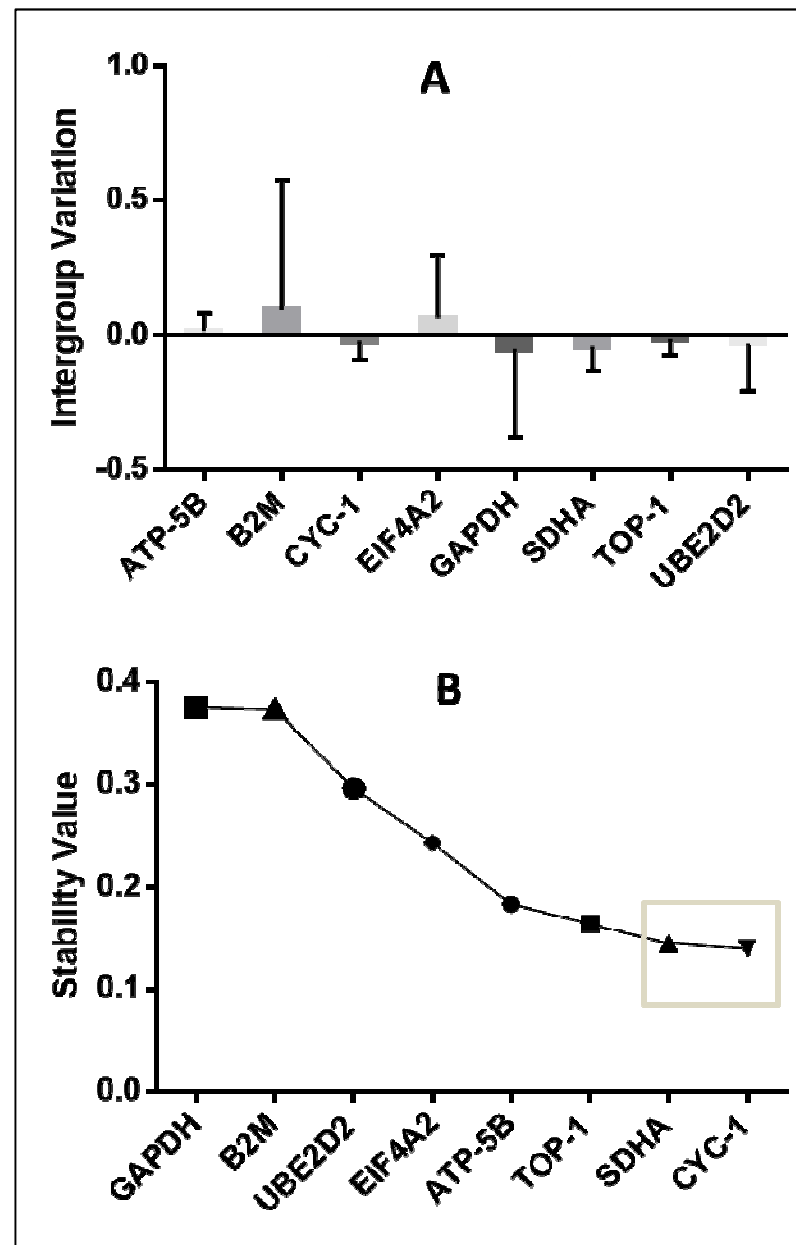 A
1.0
0.5
0.0
-0.5
Intergroup Variation
ATP-5B
B2M
CYC-1
EIF4A2
GAPDH
SDHA
TOP-1
UBE2D2
B
0.4
0.3
0.2
0.1
0.0
Stability Value
GAPDH
B2M
UBE2D2
EIF4A2
ATP-5B
TOP-1
SDHA
CYC-1